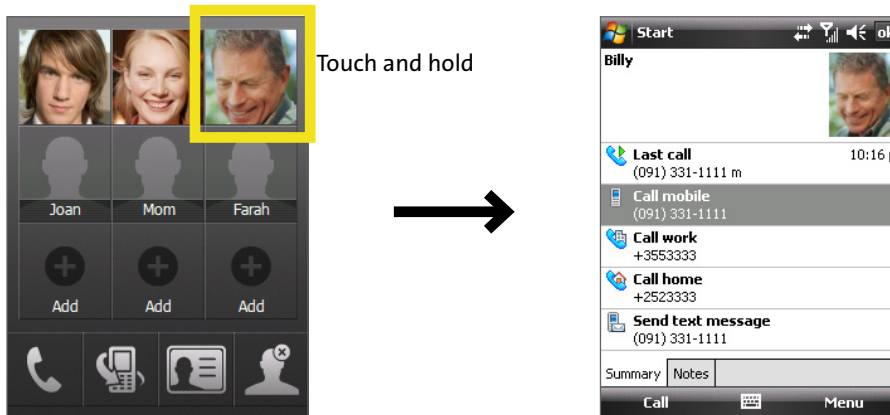 Touch and hold
Joan Mom Farah
Add Add Add
Start
Billy
Last call 10:16
(091) 331-1111 m
Call mobile
(091) 331-1111
Call work
+3553333
Call home
+2523333
Send text message
(091) 331-1111
Summary Notes
Call Menu